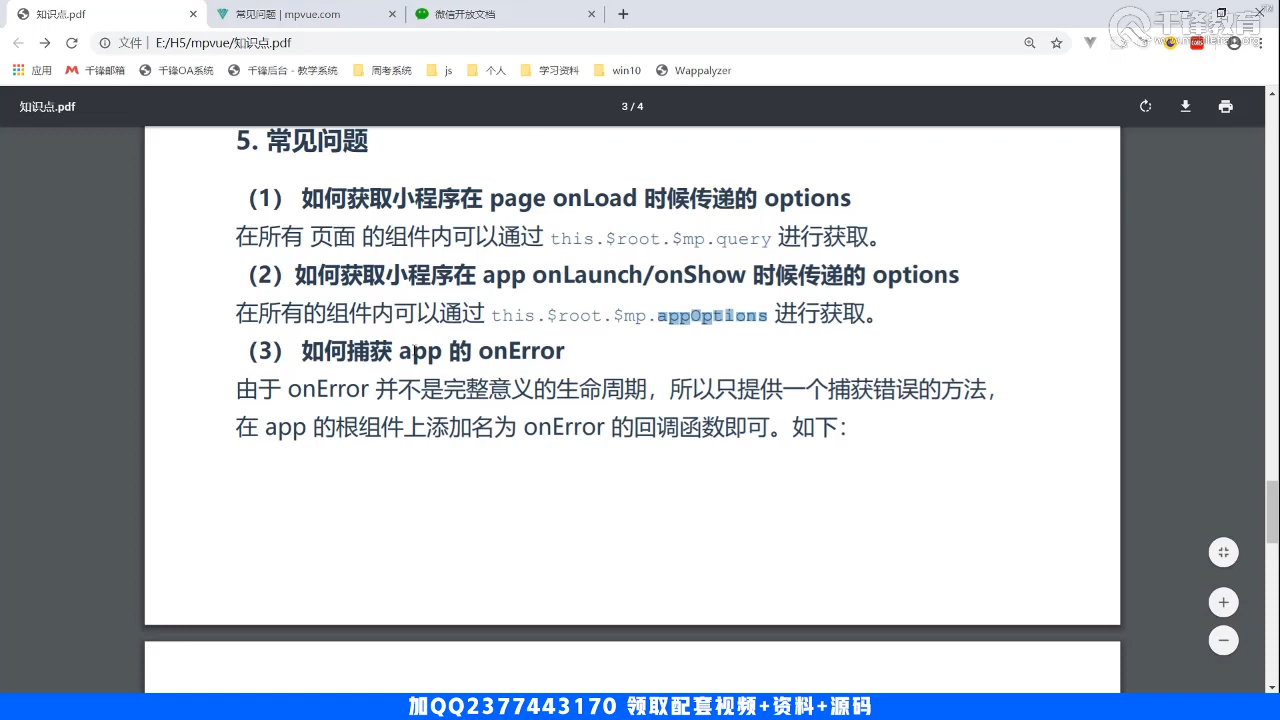 知识点.pdf
常见问题 | mpvue.com
微信开放文档
千锋教育
文件 | E:/H5/mpvue/知识点.pdf
应用 千锋邮箱 千锋OA系统 千锋后台 - 教学系统 周考系统 js 个人 学习资料 win10 Wappalyzer
知识点.pdf
3 / 4
5. 常见问题
（1） 如何获取小程序在 page onLoad 时候传递的 options
在所有 页面 的组件内可以通过 this.$root.$mp.query 进行获取。
（2）如何获取小程序在 app onLaunch/onShow 时候传递的 options
在所有的组件内可以通过 this.$root.$mp.appOptions 进行获取。
（3） 如何捕获 app 的 onError
由于 onError 并不是完整意义的生命周期，所以只提供一个捕获错误的方法，
在 app 的根组件上添加名为 onError 的回调函数即可。如下：
加QQ2377443170 领取配套视频+资料+源码